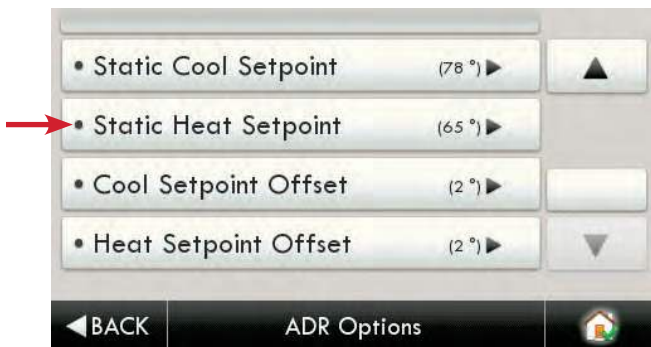 • Static Cool Setpoint (78 °)▶
• Static Heat Setpoint (65 °)▶
• Cool Setpoint Offset (2 °)▶
• Heat Setpoint Offset (2 °)▶
◀BACK ADR Options